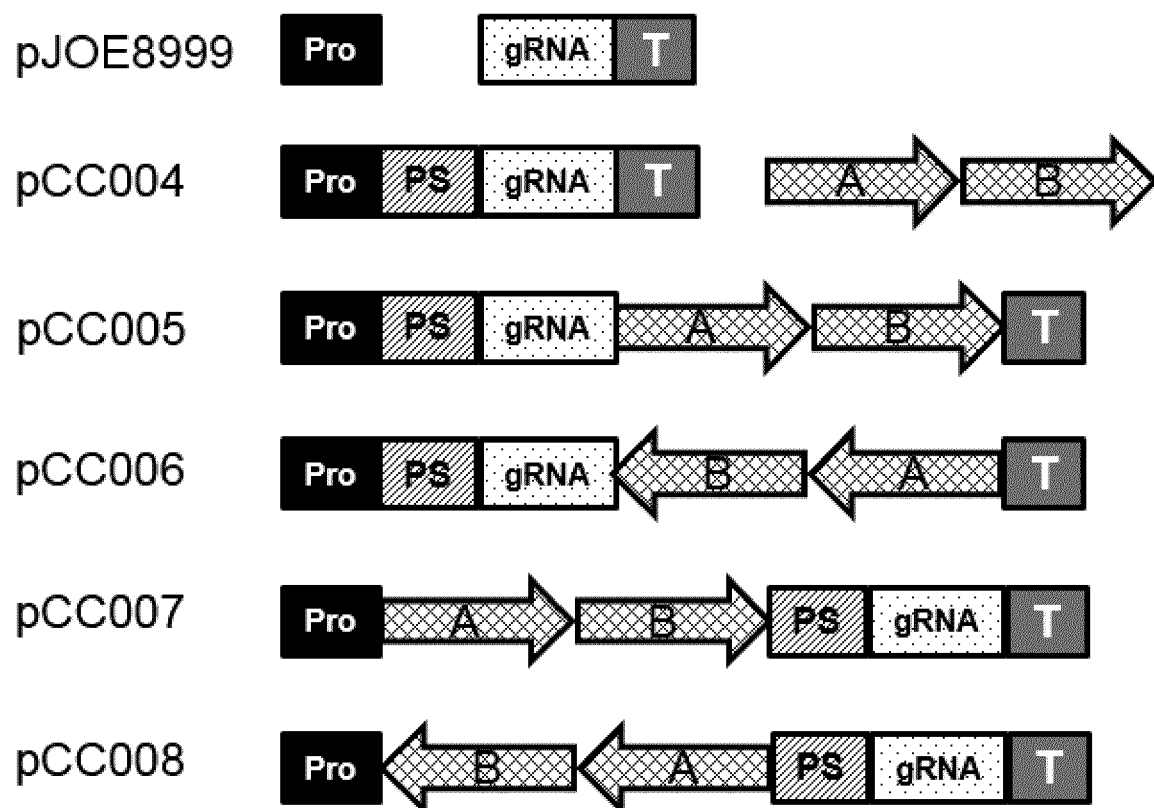 pJOE8999 Pro gRNA T
pCC004 Pro PS gRNA T A B
pCC005 Pro PS gRNA A B T
pCC006 Pro PS gRNA B A T
pCC007 Pro A B PS gRNA T
pCC008 Pro B A PS gRNA T